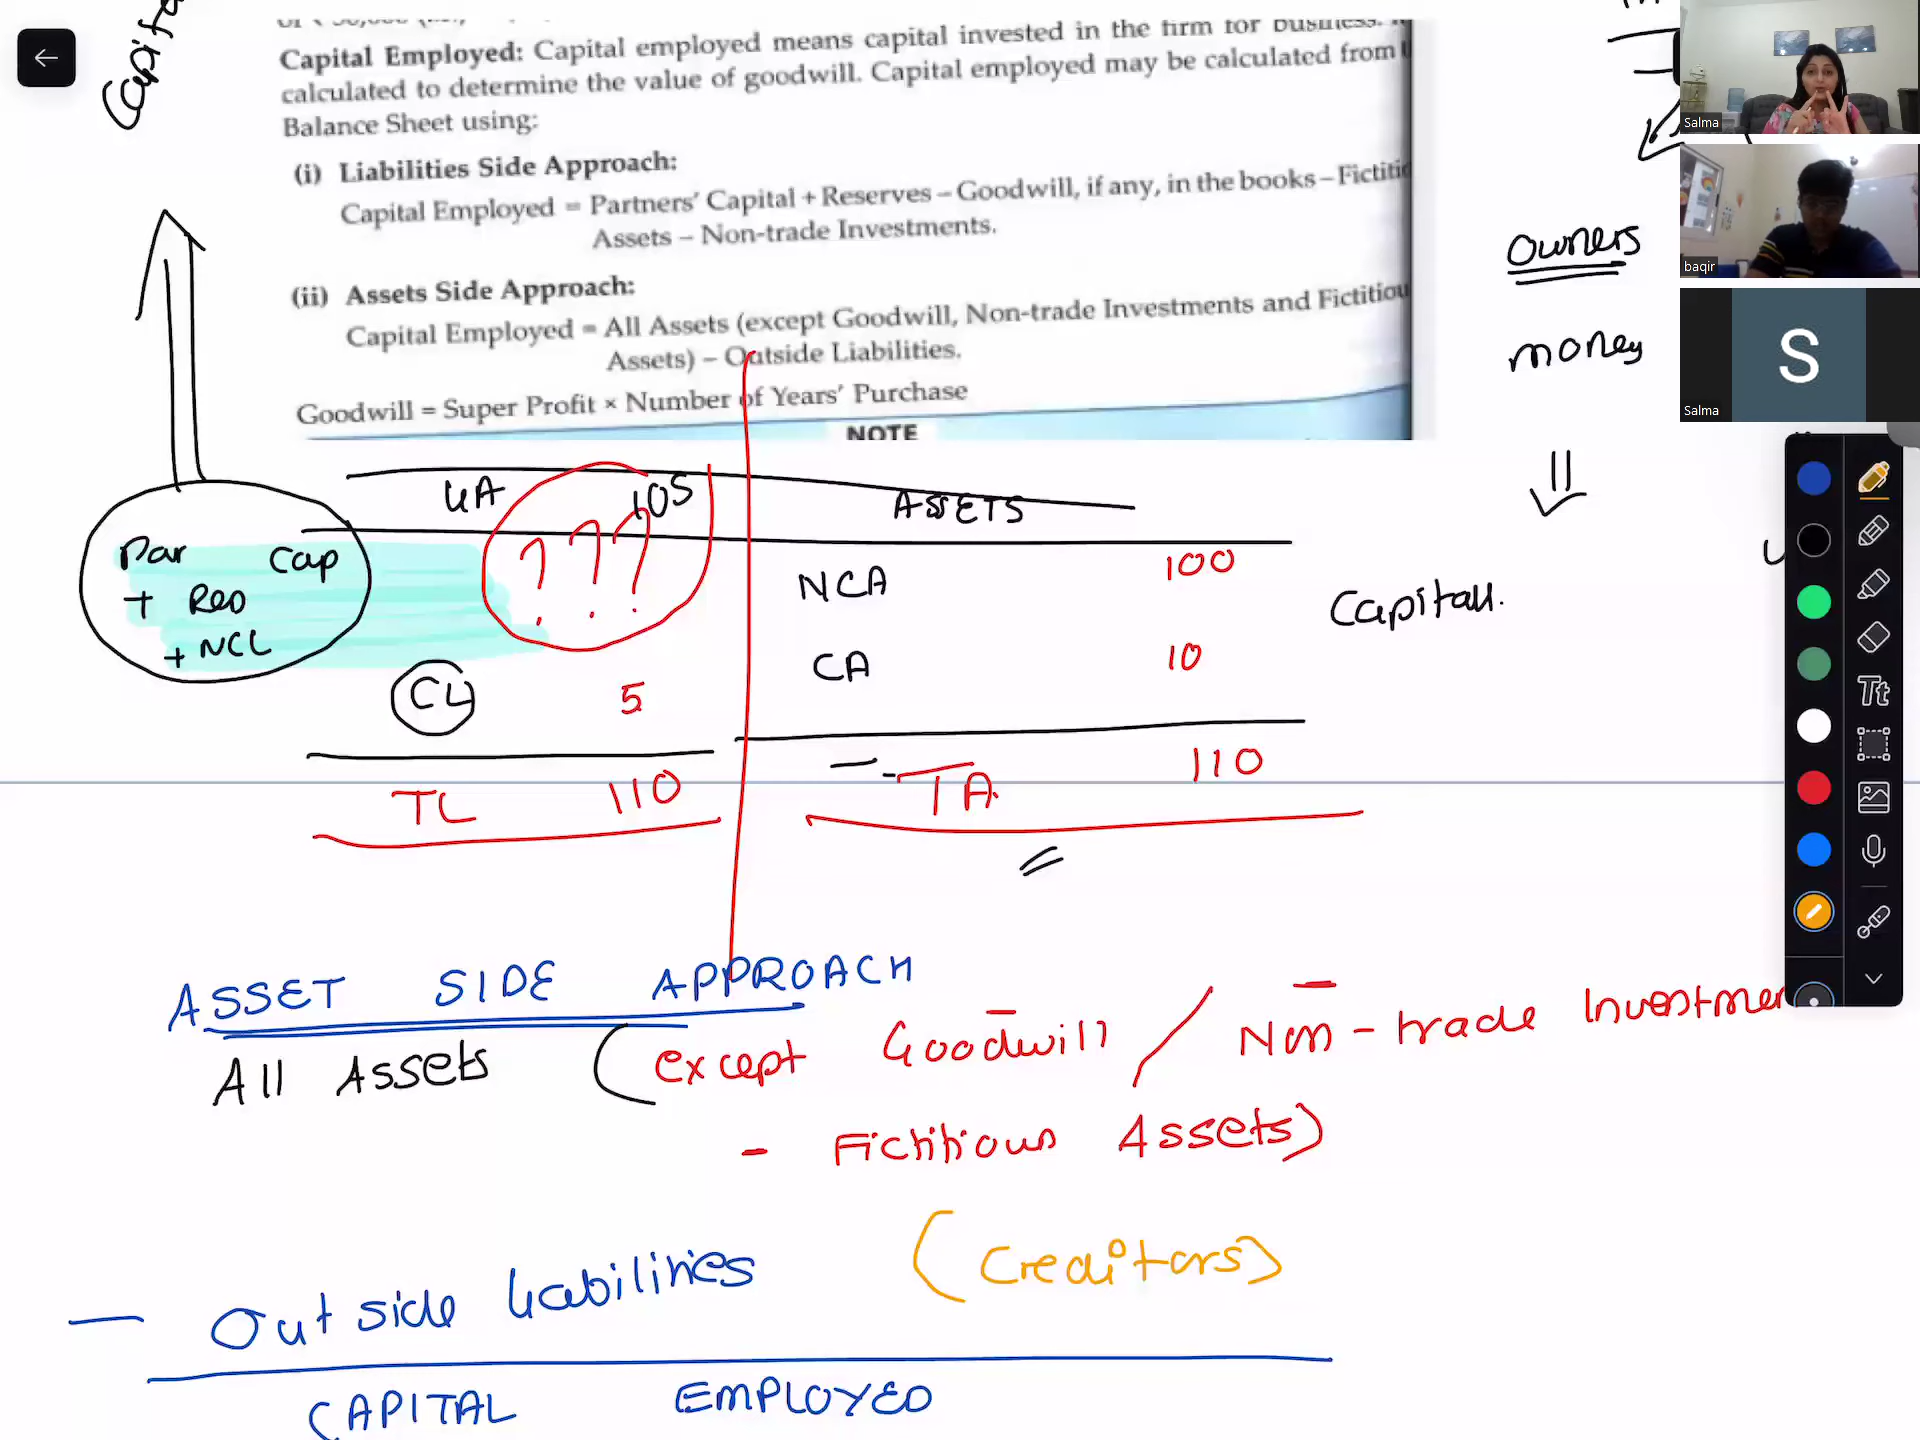 Capital Employed: Capital employed means capital invested in the firm for business.
calculated to determine the value of goodwill. Capital employed may be calculated from
Balance Sheet using:
(i) Liabilities Side Approach:
Capital Employed = Partners' Capital + Reserves – Goodwill, if any, in the books – Fictitio
Assets – Non-trade Investments.
(ii) Assets Side Approach:
Capital Employed = All Assets (except Goodwill, Non-trade Investments and Fictitiou
Assets) – Outside Liabilities.
Goodwill = Super Profit × Number of Years' Purchase
NOTE
Capita
LIA 105 ASSETS
Par Cap ? ? ? NCA 100
+ Res
+ NCL CA 10
CL 5
TL 110 TA 110
Capital.
Owners
money
ASSET SIDE APPROACH
All Assets (except Goodwill / Non-trade Investmen
- Fictitious Assets)
— Outside Liabilities (Creditors)
CAPITAL EMPLOYED
Salma
baqir
S
Salma
Tt